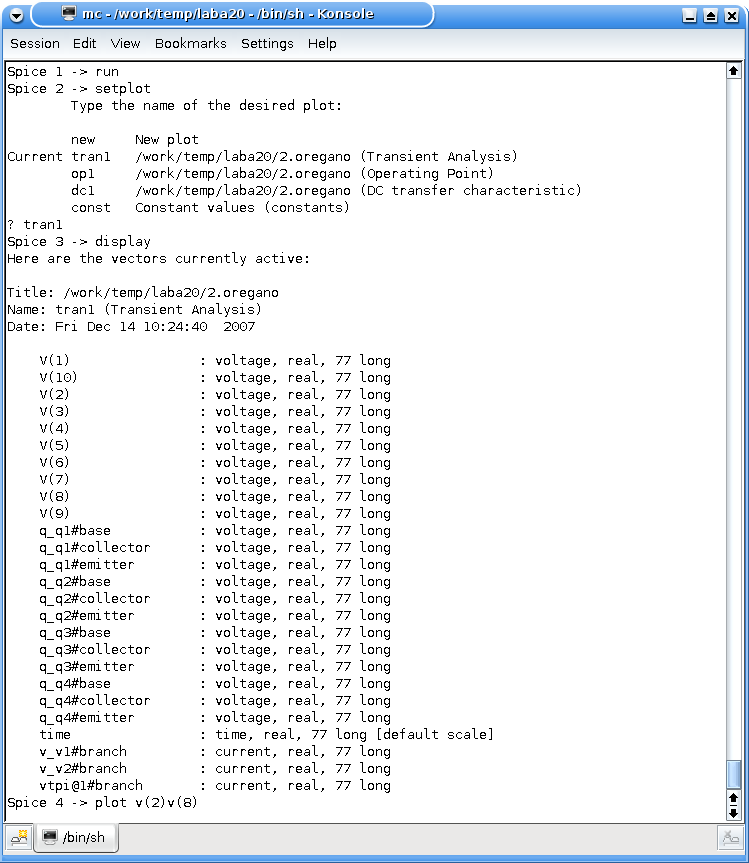 mc - /work/temp/laba20 - /bin/sh - Konsole
Session Edit View Bookmarks Settings Help
Spice 1 -> run
Spice 2 -> setplot
        Type the name of the desired plot:
        new     New plot
Current tran1   /work/temp/laba20/2.oregano (Transient Analysis)
        op1     /work/temp/laba20/2.oregano (Operating Point)
        dc1     /work/temp/laba20/2.oregano (DC transfer characteristic)
        const   Constant values (constants)
? tran1
Spice 3 -> display
Here are the vectors currently active:
Title: /work/temp/laba20/2.oregano
Name: tran1 (Transient Analysis)
Date: Fri Dec 14 10:24:40  2007
    V(1)                : voltage, real, 77 long
    V(10)               : voltage, real, 77 long
    V(2)                : voltage, real, 77 long
    V(3)                : voltage, real, 77 long
    V(4)                : voltage, real, 77 long
    V(5)                : voltage, real, 77 long
    V(6)                : voltage, real, 77 long
    V(7)                : voltage, real, 77 long
    V(8)                : voltage, real, 77 long
    V(9)                : voltage, real, 77 long
    q_q1#base           : voltage, real, 77 long
    q_q1#collector      : voltage, real, 77 long
    q_q1#emitter        : voltage, real, 77 long
    q_q2#base           : voltage, real, 77 long
    q_q2#collector      : voltage, real, 77 long
    q_q2#emitter        : voltage, real, 77 long
    q_q3#base           : voltage, real, 77 long
    q_q3#collector      : voltage, real, 77 long
    q_q3#emitter        : voltage, real, 77 long
    q_q4#base           : voltage, real, 77 long
    q_q4#collector      : voltage, real, 77 long
    q_q4#emitter        : voltage, real, 77 long
    time                : time, real, 77 long [default scale]
    v_v1#branch         : current, real, 77 long
    v_v2#branch         : current, real, 77 long
    vtpi@1#branch       : current, real, 77 long
Spice 4 -> plot v(2)v(8)
/bin/sh